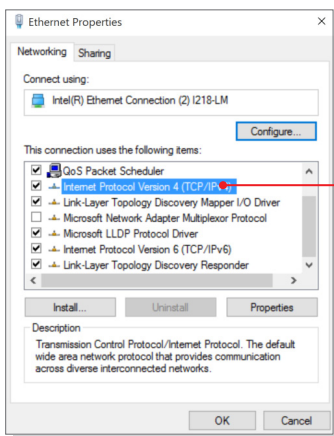 Ethernet Properties
Networking Sharing
Connect using:
Intel(R) Ethernet Connection (2) I218-LM
Configure...
This connection uses the following items:
QoS Packet Scheduler
Internet Protocol Version 4 (TCP/IPv4)
Link-Layer Topology Discovery Mapper I/O Driver
Microsoft Network Adapter Multiplexor Protocol
Microsoft LLDP Protocol Driver
Internet Protocol Version 6 (TCP/IPv6)
Link-Layer Topology Discovery Responder
Install... Uninstall Properties
Description
Transmission Control Protocol/Internet Protocol. The default
wide area network protocol that provides communication
across diverse interconnected networks.
OK Cancel